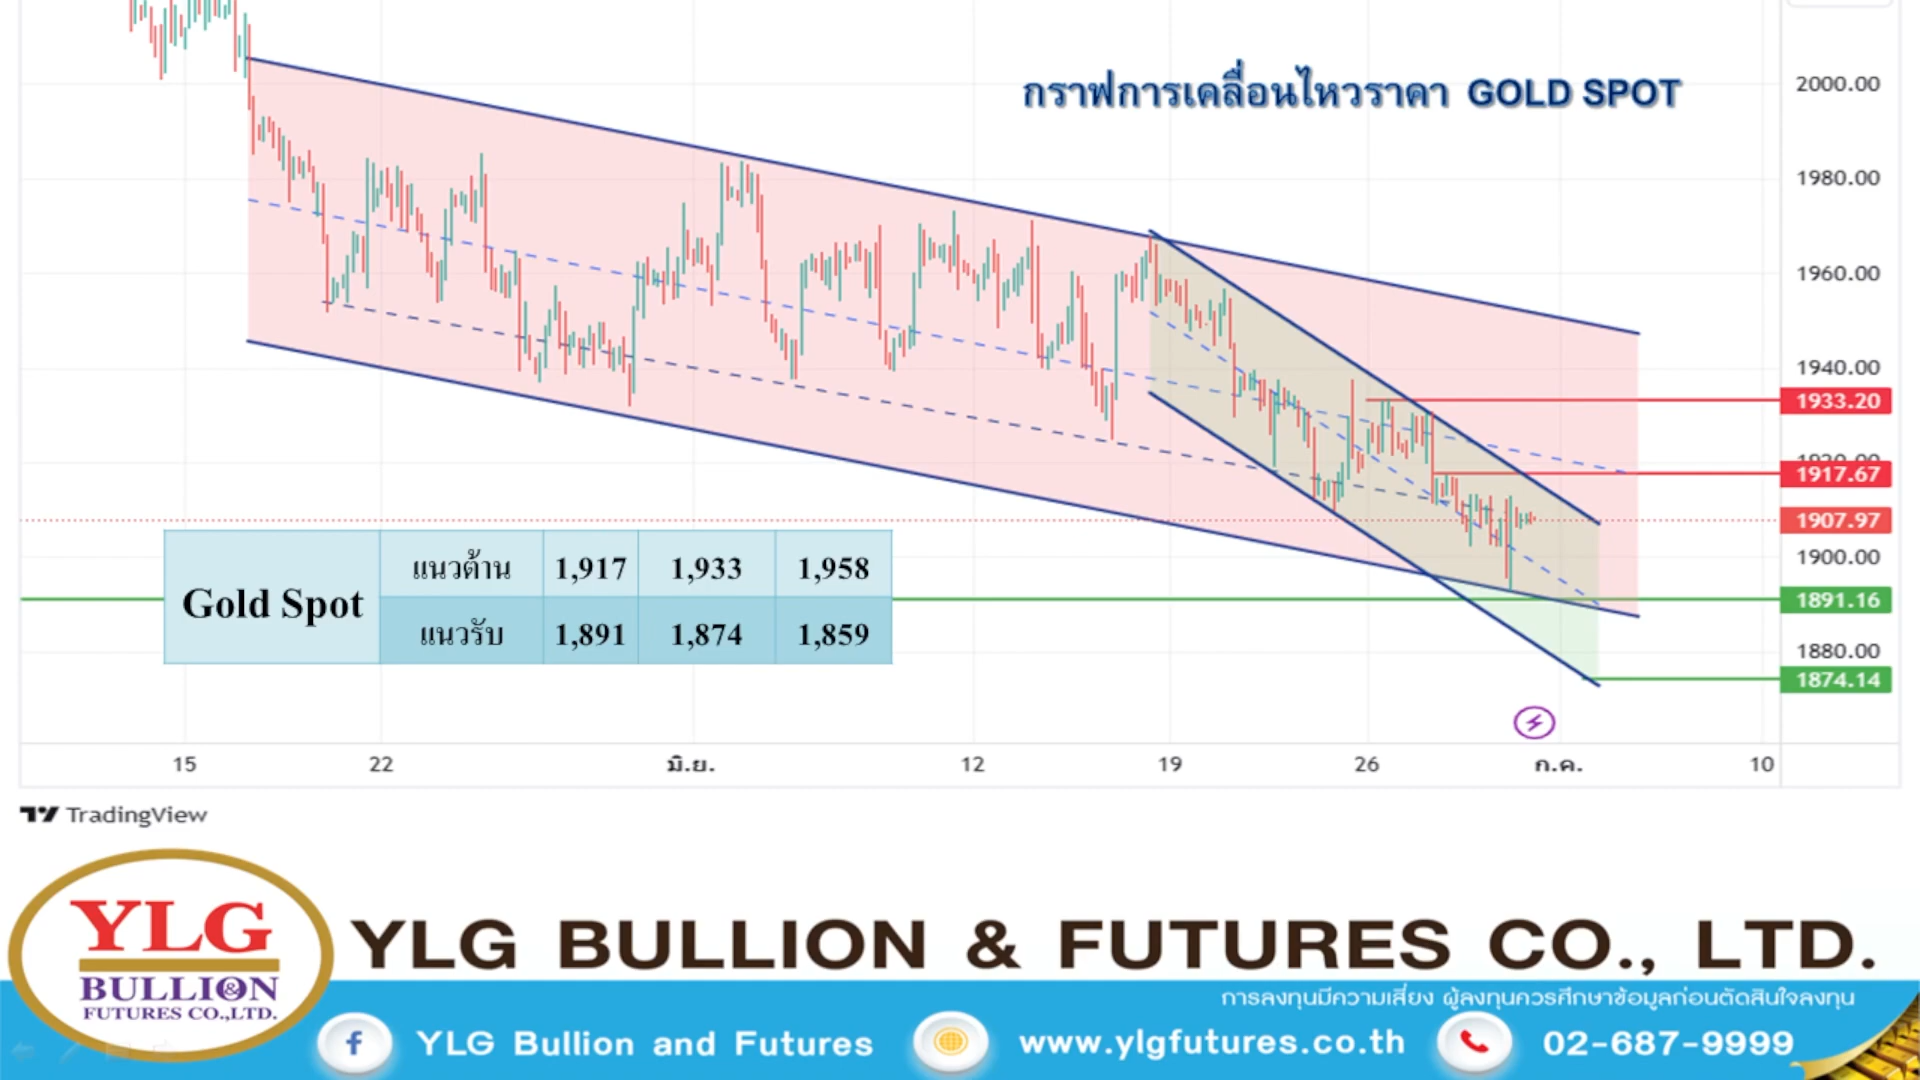 กราฟการเคลื่อนไหวราคา GOLD SPOT
2000.00
1980.00
1960.00
1940.00
1933.20
1920.00
1917.67
1907.97
1900.00
1891.16
1880.00
1874.14
Gold Spot
แนวต้าน 1,917 1,933 1,958
แนวรับ 1,891 1,874 1,859
15 22 มิ.ย. 12 19 26 ก.ค. 10
TradingView
YLG
BULLION &
FUTURES CO.,LTD.
YLG BULLION & FUTURES CO., LTD.
การลงทุนมีความเสี่ยง ผู้ลงทุนควรศึกษาข้อมูลก่อนตัดสินใจลงทุน
YLG Bullion and Futures www.ylgfutures.co.th 02-687-9999